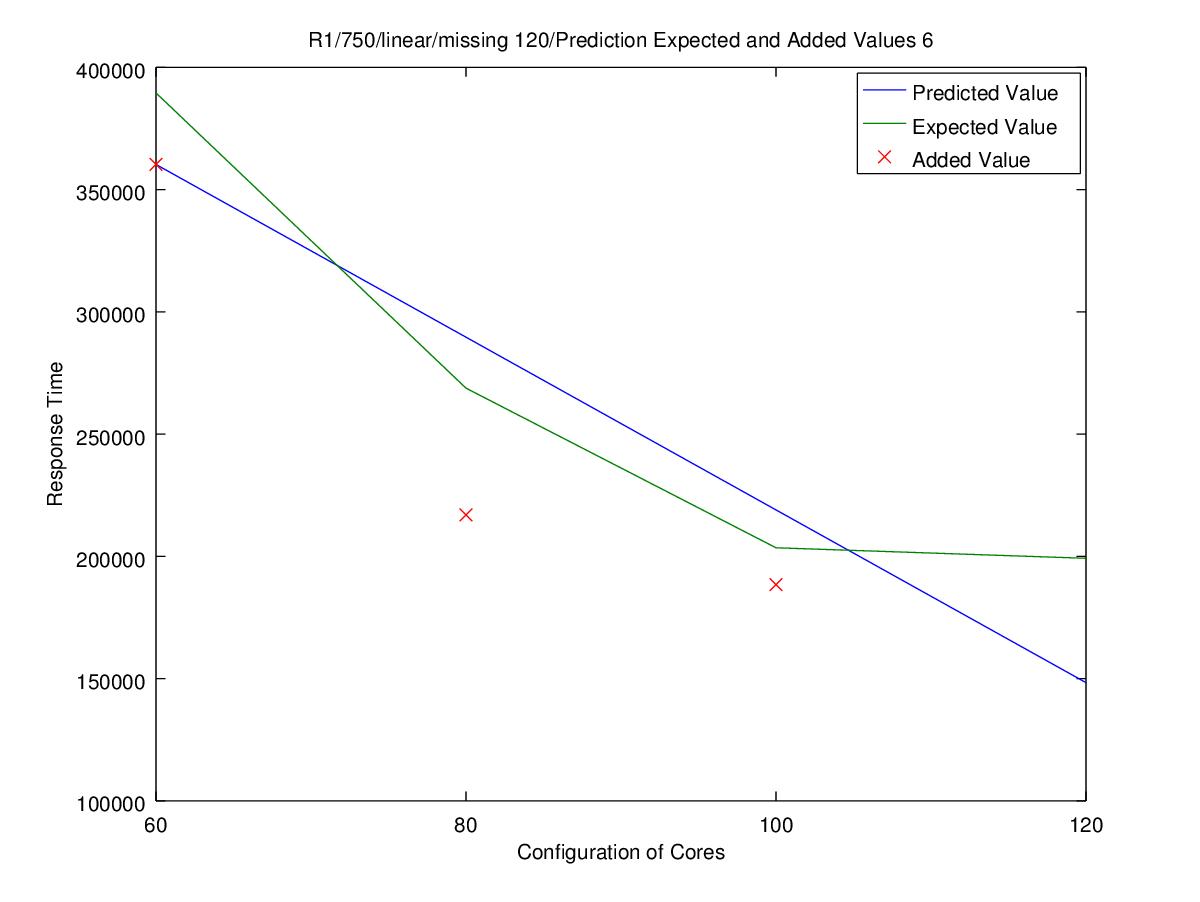 R1/750/linear/missing 120/Prediction Expected and Added Values 6
400000
350000
300000
250000
200000
150000
100000
Response Time
Predicted Value
Expected Value
Added Value
60 80 100 120
Configuration of Cores